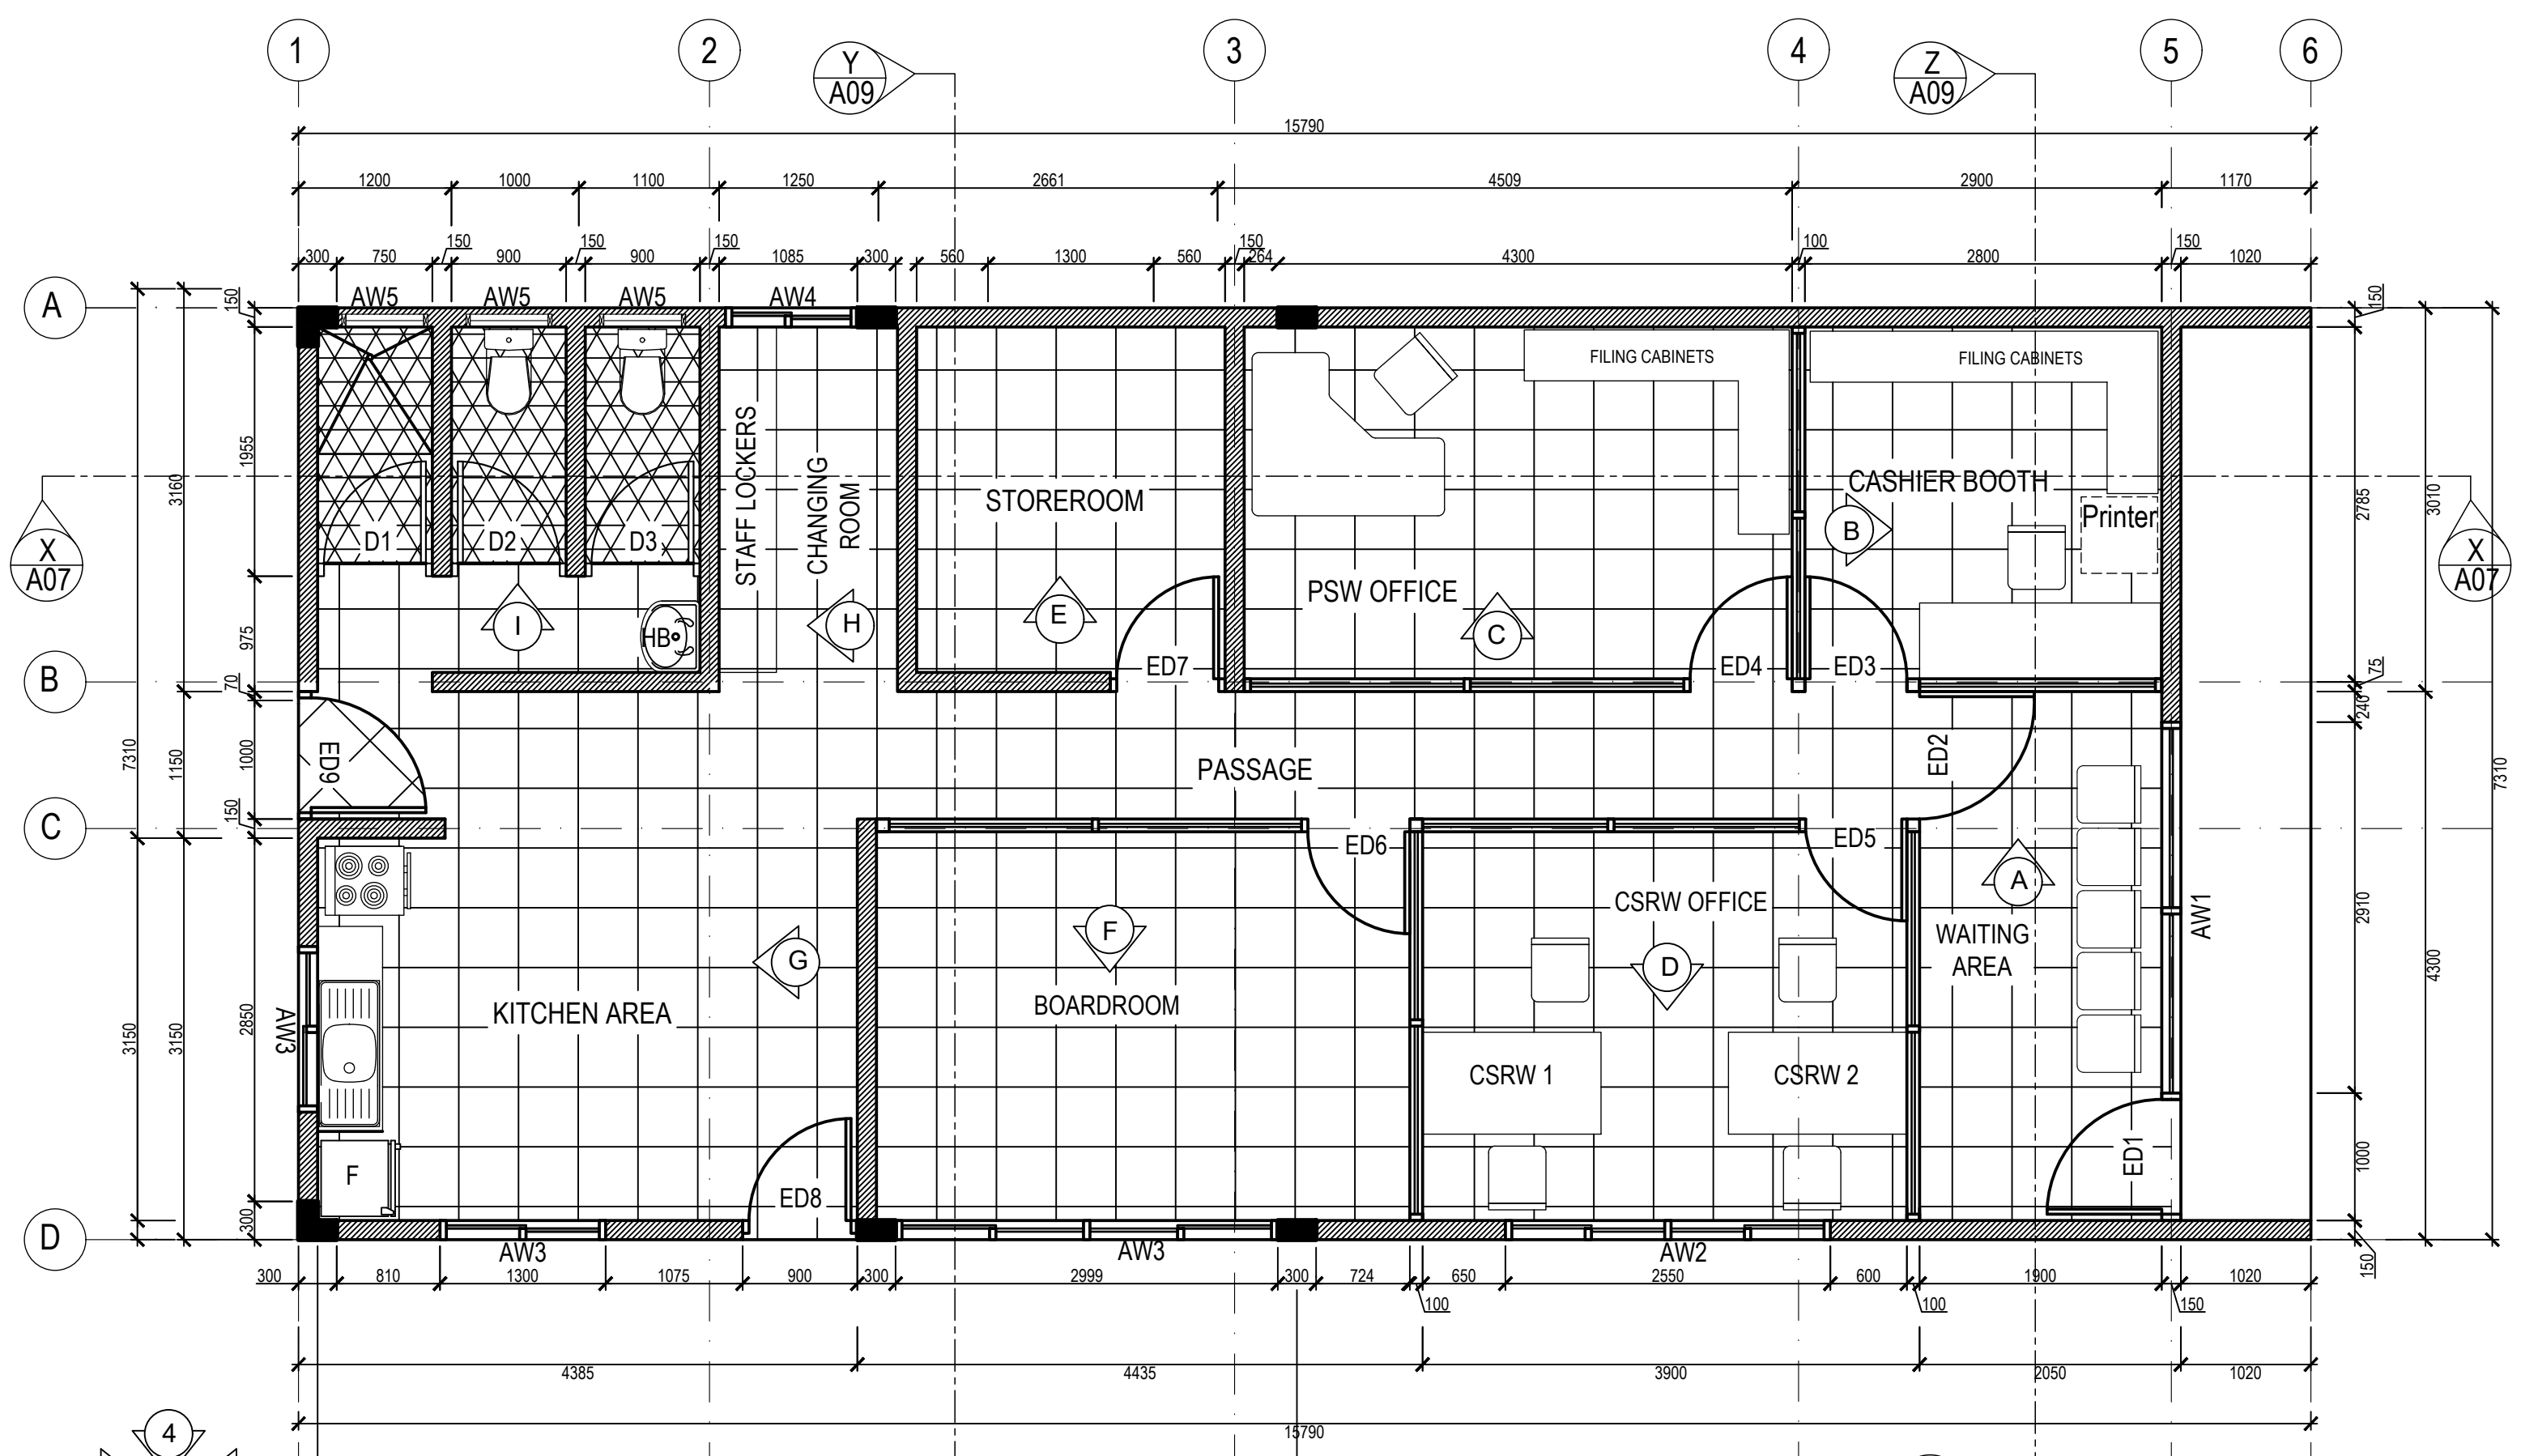 1
2
3
4
5
6
Y
A09
Z
A09
15790
1200
1000
1100
1250
2661
4509
2900
1170
150
150
150
150
100
150
300
750
900
900
1085
300
560
1300
560
264
4300
2800
1020
A
B
C
D
AW5
AW5
AW5
AW4
FILING CABINETS
FILING CABINETS
STAFF LOCKERS
CHANGING
ROOM
STOREROOM
CASHIER BOOTH
Printer
B
D1
D2
D3
X
A07
X
A07
PSW OFFICE
I
HB
H
E
C
ED7
ED4
ED3
ED9
ED2
PASSAGE
ED6
ED5
CSRW OFFICE
A
WAITING
AREA
AW1
F
G
D
KITCHEN AREA
BOARDROOM
AW3
CSRW 1
CSRW 2
F
ED8
ED1
AW3
AW3
AW2
150
1955
975
70
1000
150
2850
300
3160
1150
3150
7310
3150
150
2785
75
240
2910
1000
150
3010
4300
7310
300
810
1300
1075
900
300
2999
300
724
650
2550
600
1900
1020
100
100
150
4385
4435
3900
2050
1020
15790
4